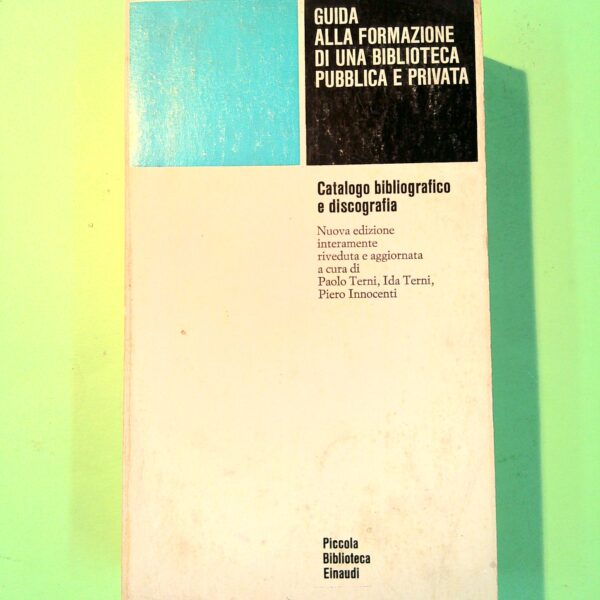 GUIDA
ALLA FORMAZIONE
DI UNA BIBLIOTECA
PUBBLICA E PRIVATA
Catalogo bibliografico
e discografia
Nuova edizione
interamente
riveduta e aggiornata
a cura di
Paolo Terni, Ida Terni,
Piero Innocenti
Piccola
Biblioteca
Einaudi